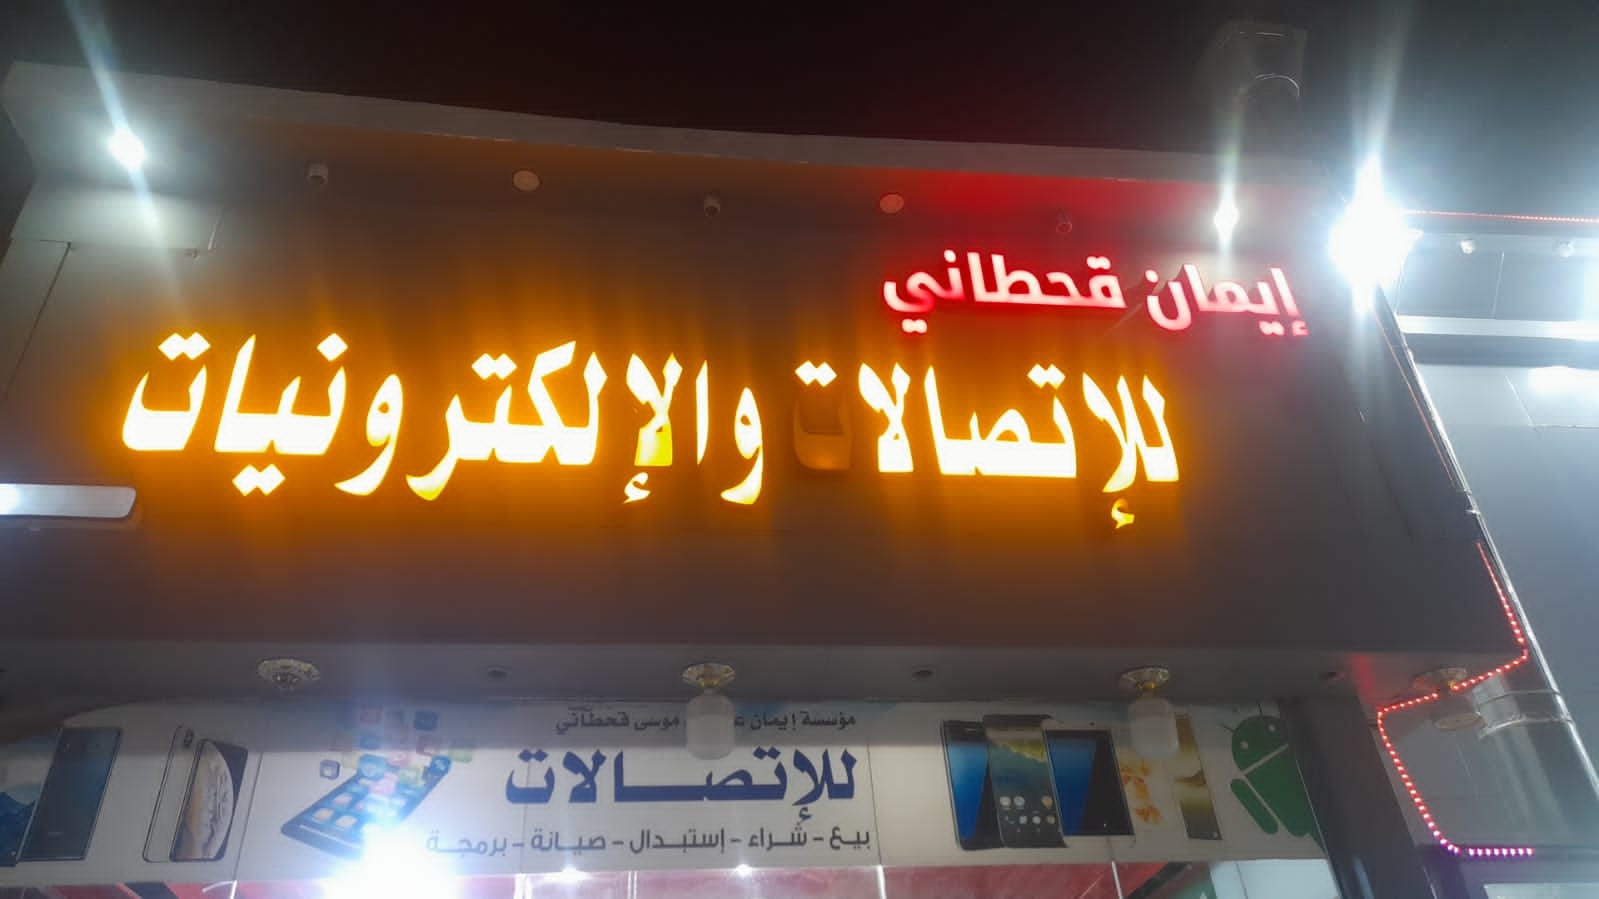 إيمان قحطاني
للإتصالات والإلكترونيات
مؤسسة إيمان موسى قحطاني
للإتصالات
بيع - شراء - إستبدال - صيانة - برمجة